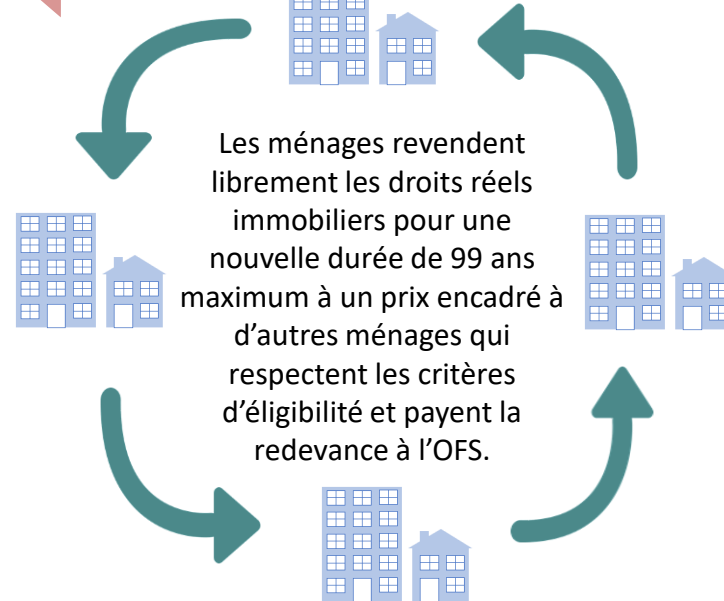 Les ménages revendent
librement les droits réels
immobiliers pour une
nouvelle durée de 99 ans
maximum à un prix encadré à
d’autres ménages qui
respectent les critères
d’éligibilité et payent la
redevance à l’OFS.